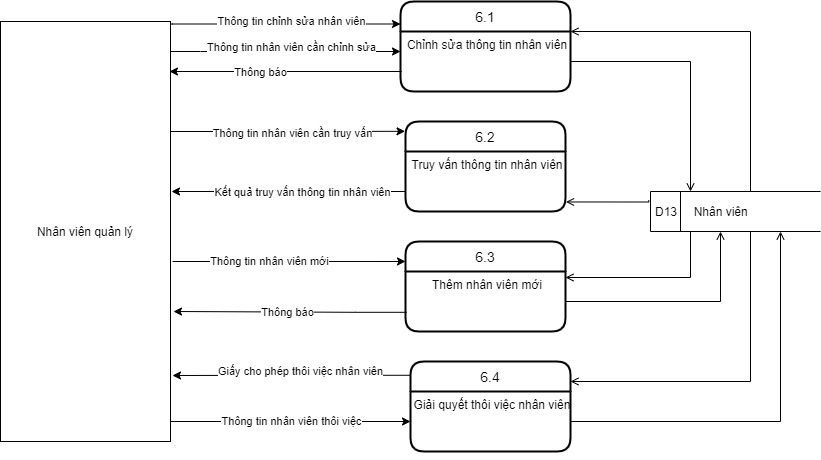 6.1
Thông tin chỉnh sửa nhân viên
Chỉnh sửa thông tin nhân viên
Thông tin nhân viên cần chỉnh sửa
Thông báo
6.2
Thông tin nhân viên cần truy vấn
Truy vấn thông tin nhân viên
Kết quả truy vấn thông tin nhân viên
D13
Nhân viên
Nhân viên quản lý
6.3
Thông tin nhân viên mới
Thêm nhân viên mới
Thông báo
Giấy cho phép thôi việc nhân viên
6.4
Giải quyết thôi việc nhân viên
Thông tin nhân viên thôi việc